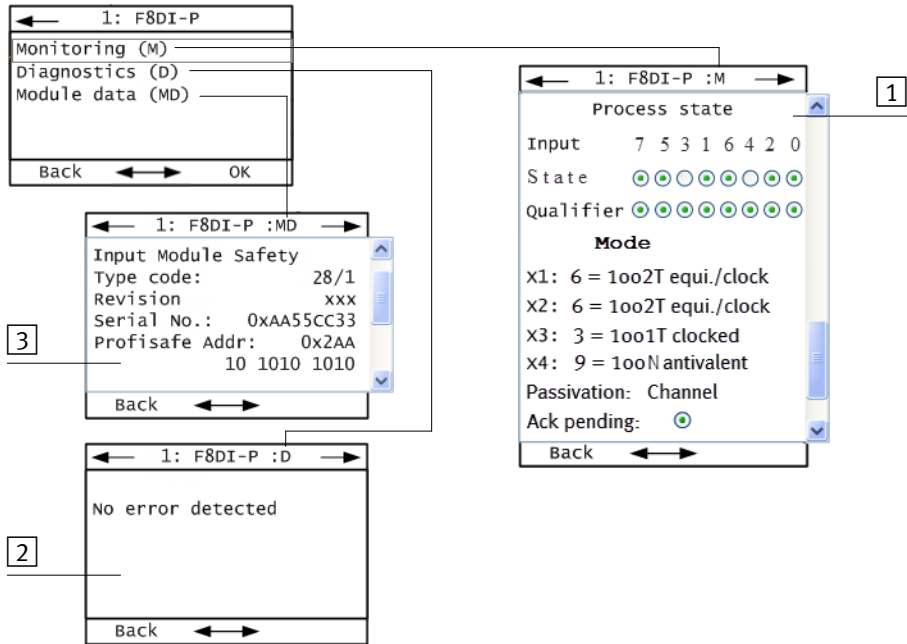 1: F8DI-P
Monitoring (M)
Diagnostics (D)
Module data (MD)
Back OK
1: F8DI-P :M
Process state
Input 7 5 3 1 6 4 2 0
State
Qualifier
Mode
X1: 6 = 1oo2T equi./clock
X2: 6 = 1oo2T equi./clock
X3: 3 = 1oo1T clocked
X4: 9 = 1ooN antivalent
Passivation: Channel
Ack pending:
Back
1
1: F8DI-P :MD
Input Module Safety
Type code: 28/1
Revision xxx
Serial No.: 0xAA55CC33
Profisafe Addr: 0x2AA
10 1010 1010
Back
3
1: F8DI-P :D
No error detected
Back
2